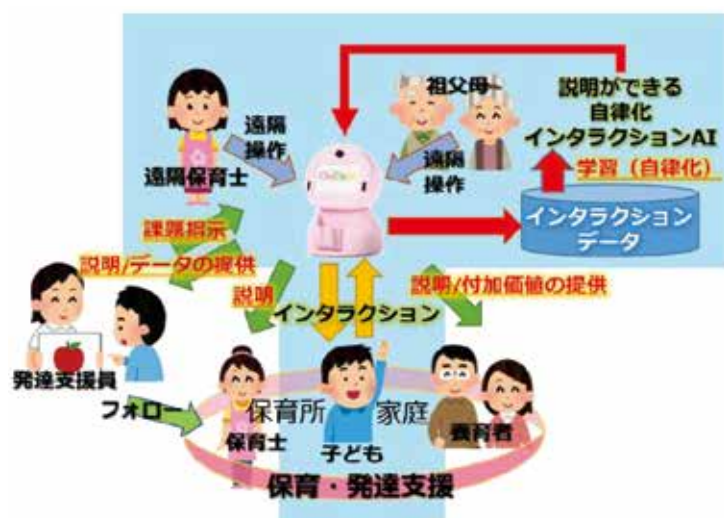 祖父母
説明ができる
自律化
インタラクションAI
遠隔
操作
遠隔保育士
遠隔
操作
学習（自律化）
インタラクション
データ
課題指示
説明/データの提供
説明
説明/付加価値の提供
インタラクション
発達支援員
フォロー
保育所
家庭
保育士
子ども
養育者
保育・発達支援